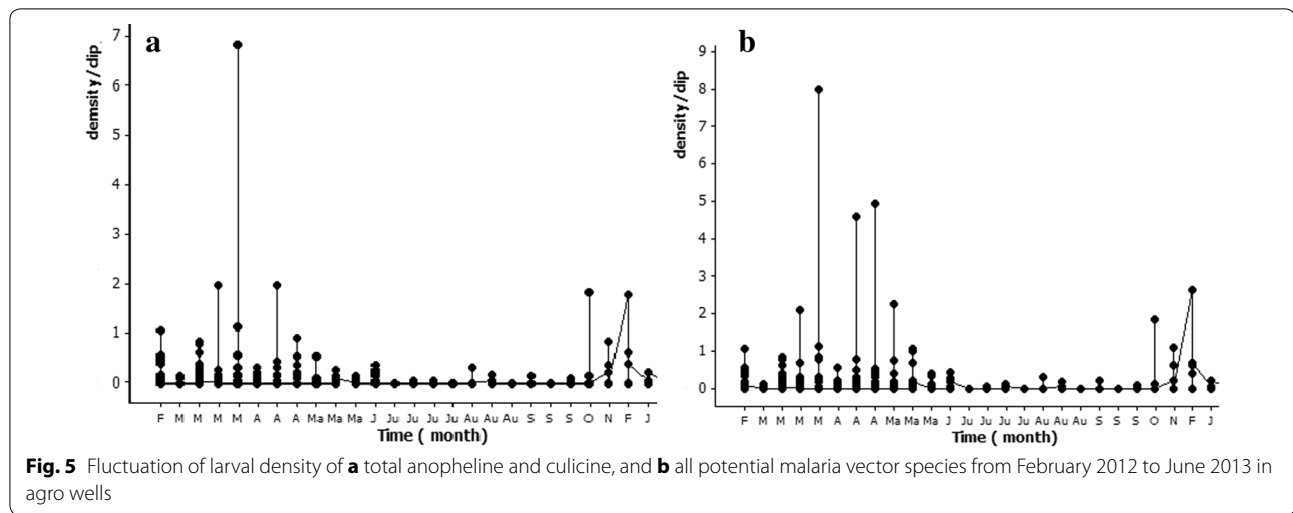 a
demsity/dip
7
6
5
4
3
2
1
0
F M M M M A A A Ma Ma Ma J Ju Ju Ju Ju Au Au Au S S S O N F J
Time ( month)
b
density/dip
9
8
7
6
5
4
3
2
1
0
F M M M M A A A Ma Ma Ma J Ju Ju Ju Au Au Au S S S O N F J
Time ( month)
Fig. 5 Fluctuation of larval density of a total anopheline and culicine, and b all potential malaria vector species from February 2012 to June 2013 in
agro wells